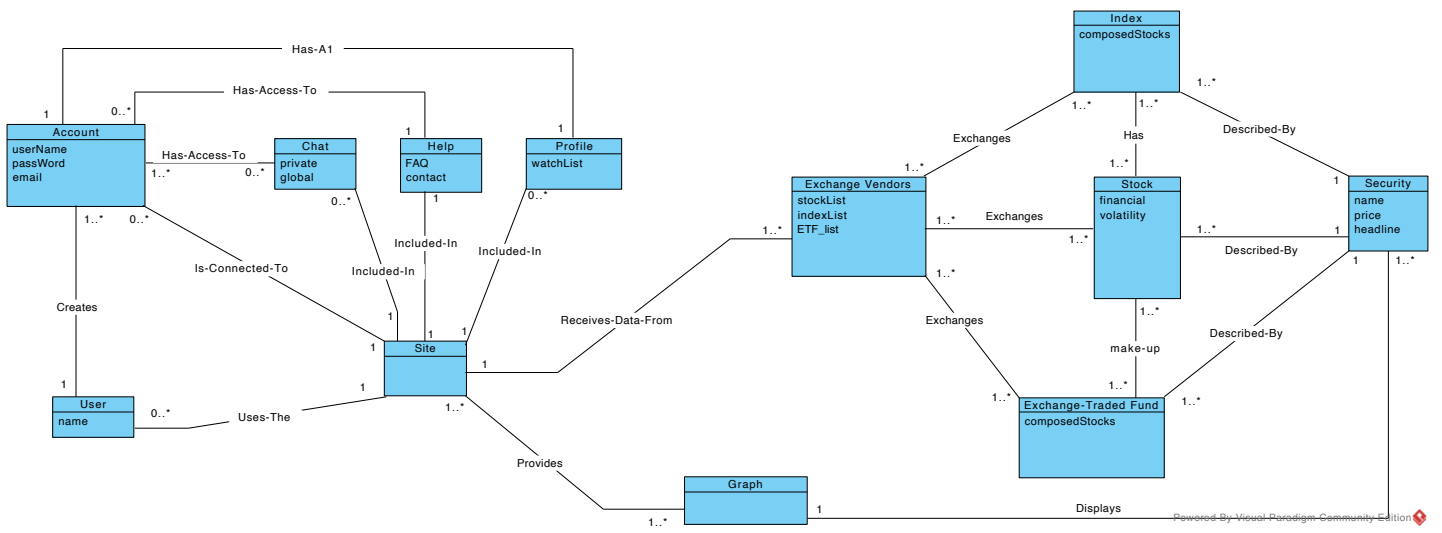 Index
composedStocks
1..*
1..*
1..*
Has-A1
Has-Access-To
1
0..*
1
1
Account
userName
passWord
email
Has-Access-To
1..*
0..*
Chat
private
global
Help
FAQ
contact
Profile
watchList
1..*
0..*
0..*
1
0..*
Is-Connected-To
Included-In
Included-In
Included-In
Creates
1
1
1
1
Site
1
User
name
0..*
Uses-The
1
1
Receives-Data-From
1..*
1..*
Provides
1..*
Graph
1
Displays
Exchanges
1..*
Has
1..*
Described-By
1
Exchange Vendors
stockList
indexList
ETF_list
1..*
Exchanges
1..*
Stock
financial
volatility
1..*
Described-By
1
Security
name
price
headline
1..*
Exchanges
1..*
1..*
make-up
1..*
1
1..*
Described-By
1..*
Exchange-Traded Fund
composedStocks
Powered By Visual Paradigm Community Edition